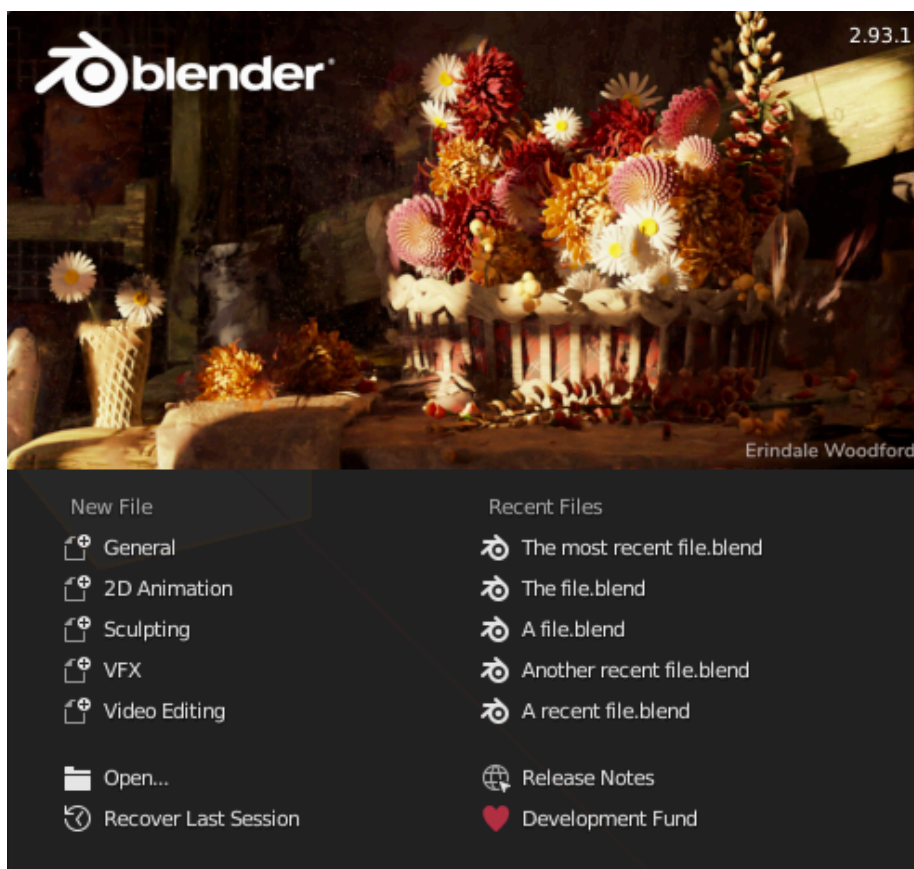 2.93.1
blender
Erindale Woodford
New File
General
2D Animation
Sculpting
VFX
Video Editing
Open...
Recover Last Session
Recent Files
The most recent file.blend
The file.blend
A file.blend
Another recent file.blend
A recent file.blend
Release Notes
Development Fund